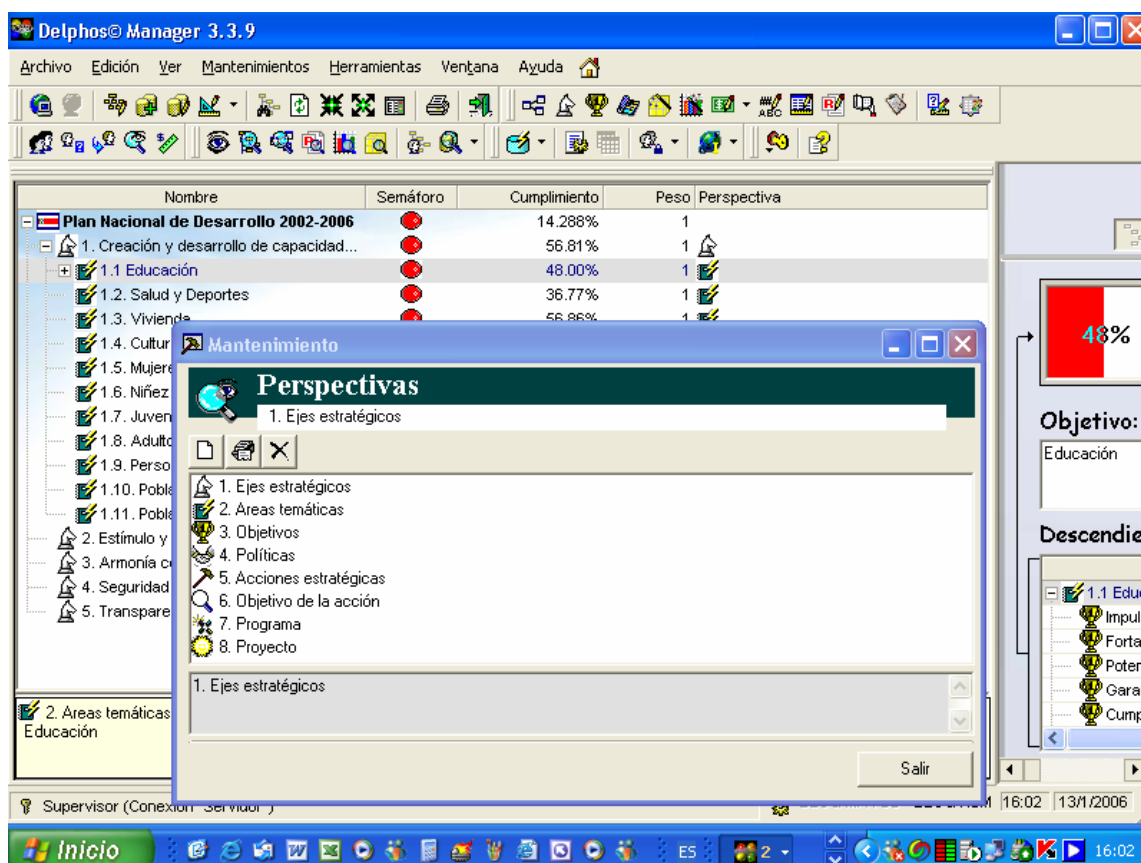 Delphos© Manager 3.3.9
Archivo Edición Ver Mantenimientos Herramientas Ventana Ayuda
Nombre Semáforo Cumplimiento Peso Perspectiva
Plan Nacional de Desarrollo 2002-2006 14.288% 1
1. Creación y desarrollo de capacidad... 56.81% 1
1.1 Educación 48.00% 1
1.2. Salud y Deportes 36.77% 1
1.3. Vivienda 56.86% 1
1.4. Cultur
1.5. Mujere
1.6. Niñez
1.7. Juven
1.8. Adulto
1.9. Perso
1.10. Pobla
1.11. Pobla
2. Estímulo y
3. Armonía c
4. Seguridad
5. Transpare
2. Areas temáticas
Educación
Mantenimiento
Perspectivas
1. Ejes estratégicos
1. Ejes estratégicos
2. Areas temáticas
3. Objetivos
4. Políticas
5. Acciones estratégicas
6. Objetivo de la acción
7. Programa
8. Proyecto
1. Ejes estratégicos
Salir
48%
Objetivo:
Educación
Descendie
1.1 Edu
Impul
Forta
Poter
Gara
Cump
Supervisor (Conexión "Servidor")
16:02 13/1/2006
Inicio ES 2 16:02